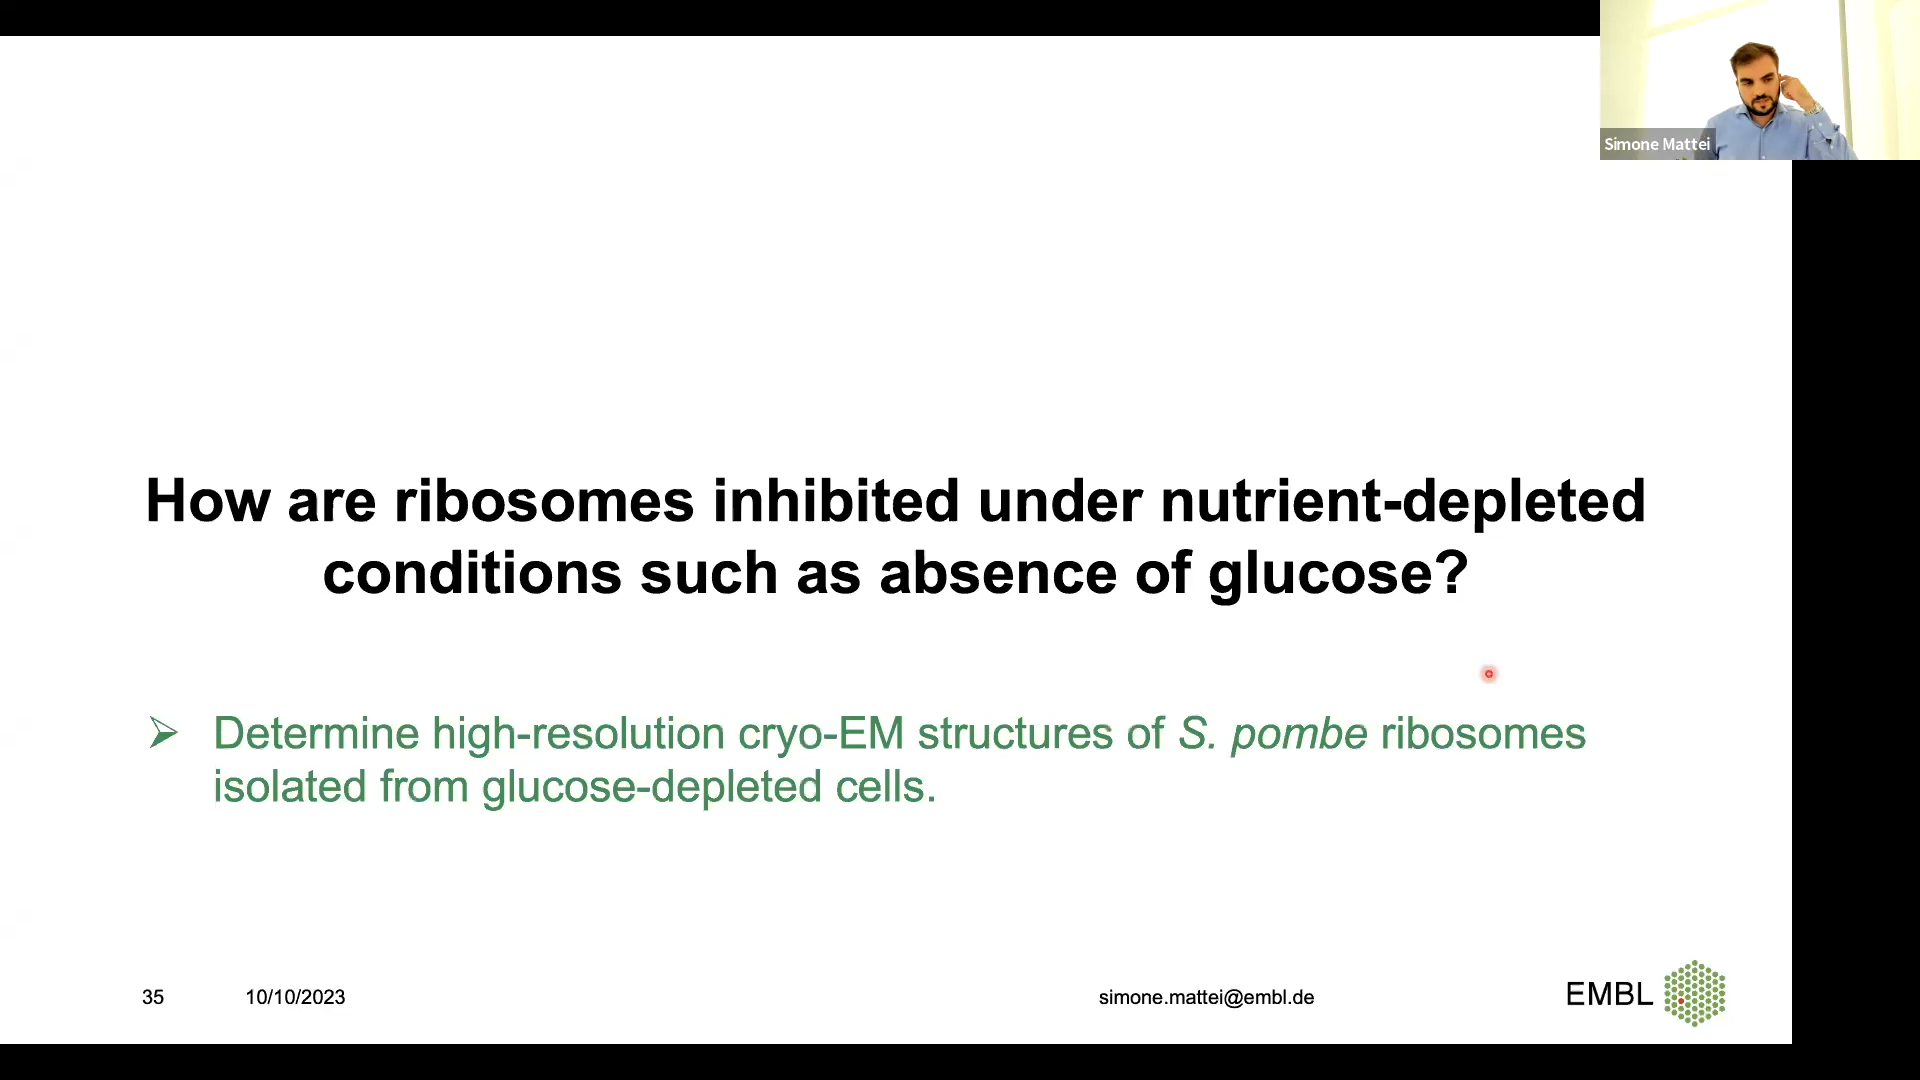 Simone Mattei
How are ribosomes inhibited under nutrient-depleted
conditions such as absence of glucose?
Determine high-resolution cryo-EM structures of S. pombe ribosomes
isolated from glucose-depleted cells.
35
10/10/2023
simone.mattei@embl.de
EMBL